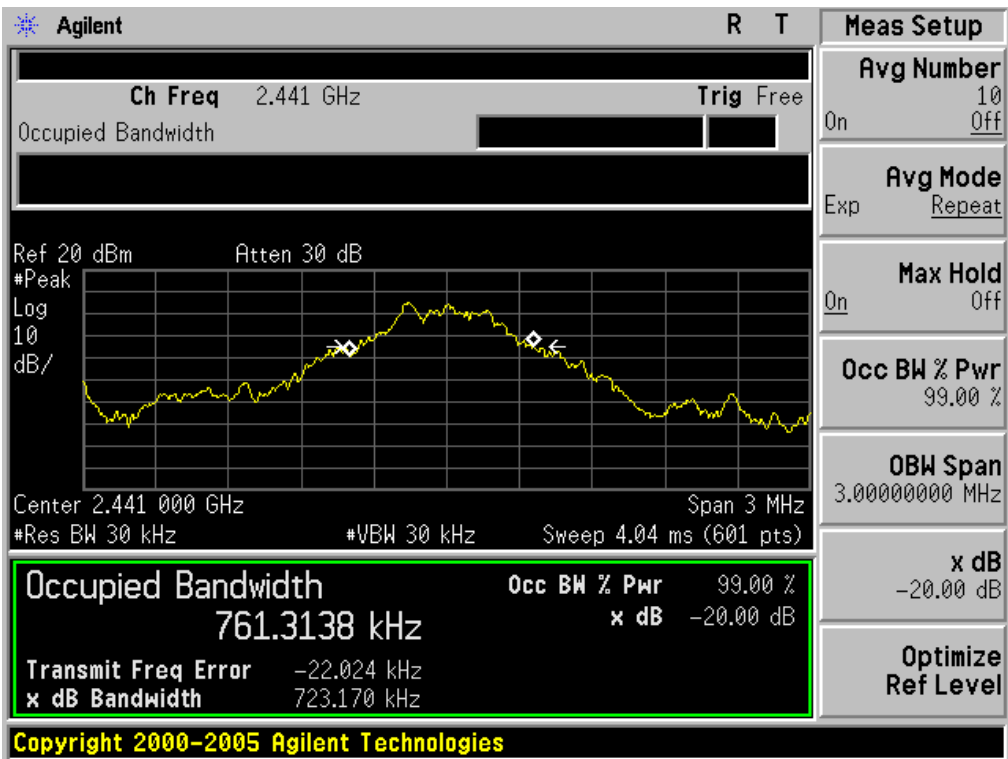 Agilent R T
Ch Freq 2.441 GHz Trig Free
Occupied Bandwidth
Ref 20 dBm Atten 30 dB
#Peak
Log
10
dB/
Center 2.441 000 GHz Span 3 MHz
#Res BW 30 kHz #VBW 30 kHz Sweep 4.04 ms (601 pts)
Occupied Bandwidth Occ BW % Pwr 99.00 %
761.3138 kHz x dB -20.00 dB
Transmit Freq Error -22.024 kHz
x dB Bandwidth 723.170 kHz
Copyright 2000-2005 Agilent Technologies
Meas Setup
Avg Number
10
On Off
Avg Mode
Exp Repeat
Max Hold
On Off
Occ BW % Pwr
99.00 %
OBW Span
3.00000000 MHz
x dB
-20.00 dB
Optimize
Ref Level